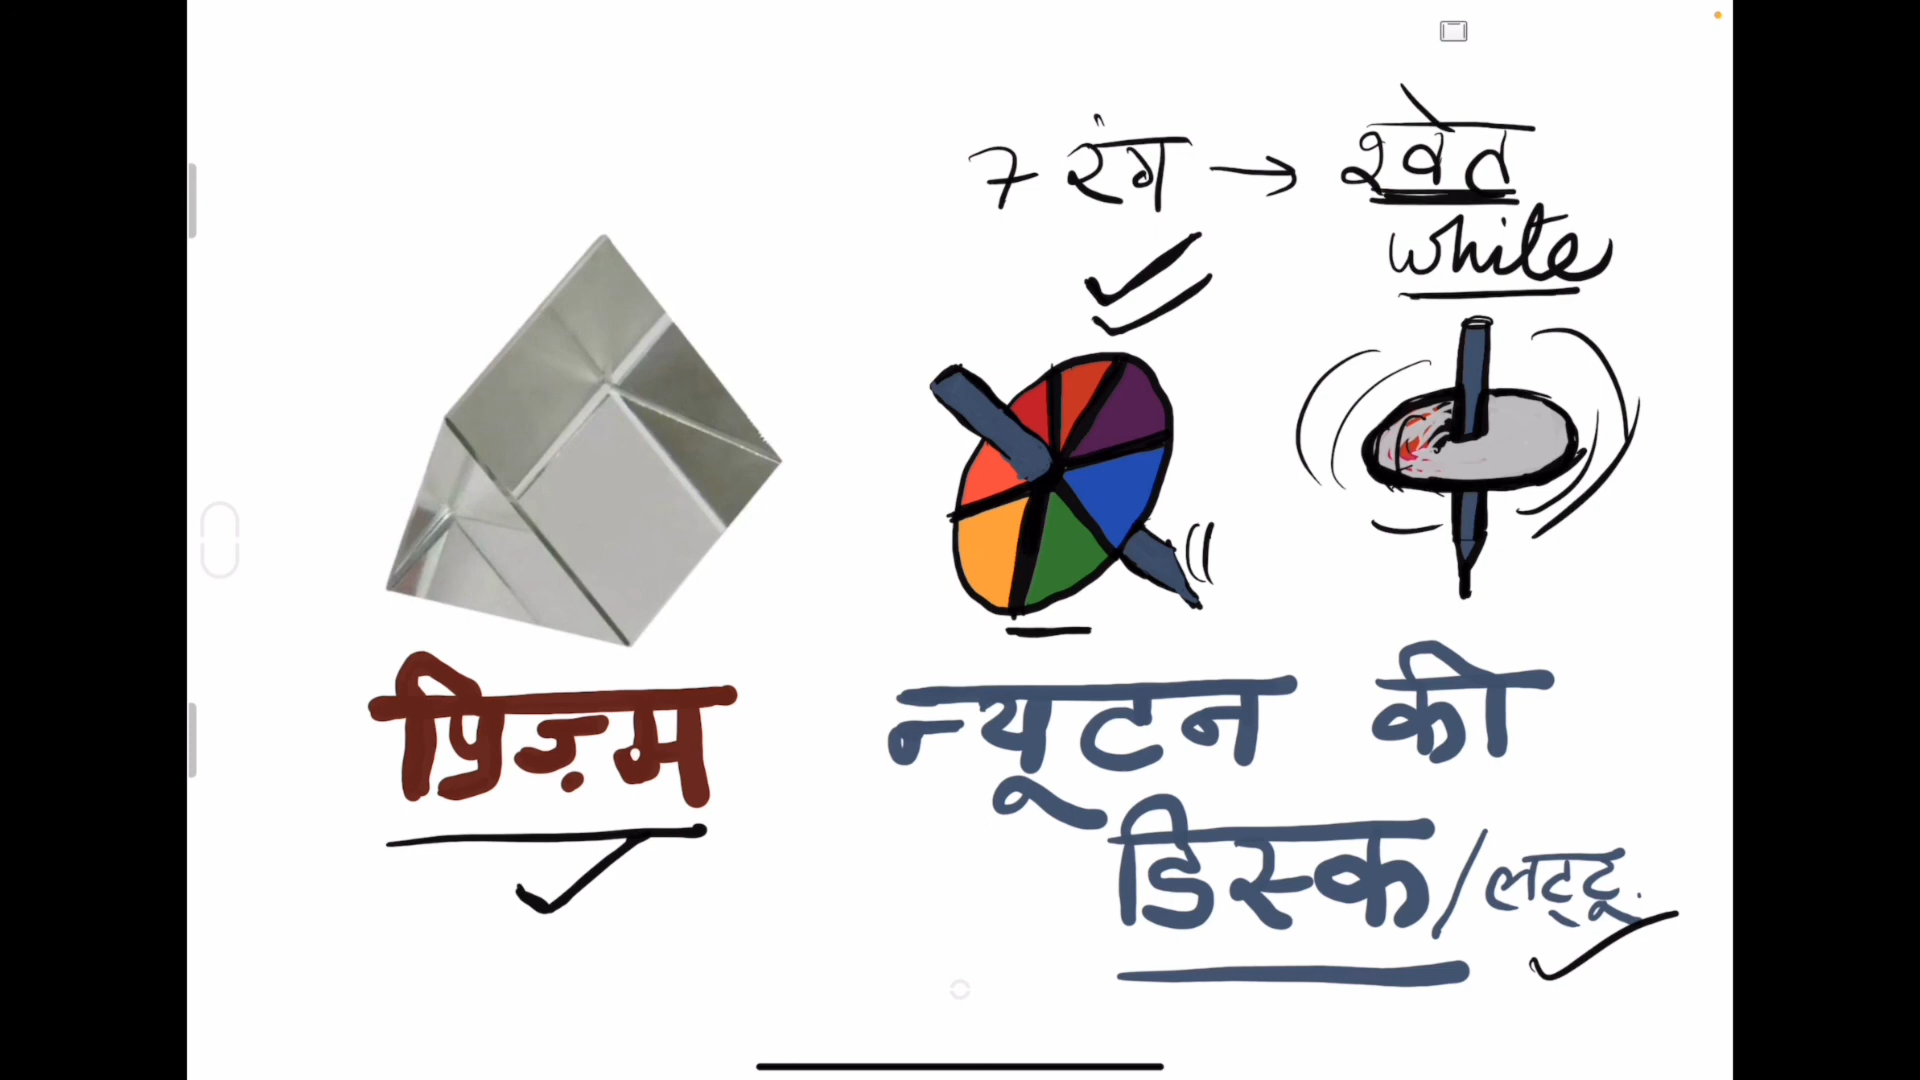 7 रंग → श्वेत
white
प्रिज़्म
न्यूटन की
डिस्क/लट्टू.